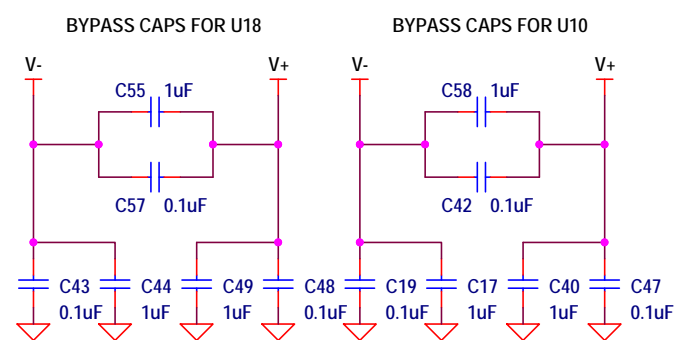 BYPASS CAPS FOR U18 BYPASS CAPS FOR U10
V- V+ V- V+
C55 1uF C58 1uF
C57 0.1uF C42 0.1uF
C43 C44 C49 C48 C19 C17 C40 C47
0.1uF 1uF 1uF 0.1uF 0.1uF 1uF 1uF 0.1uF